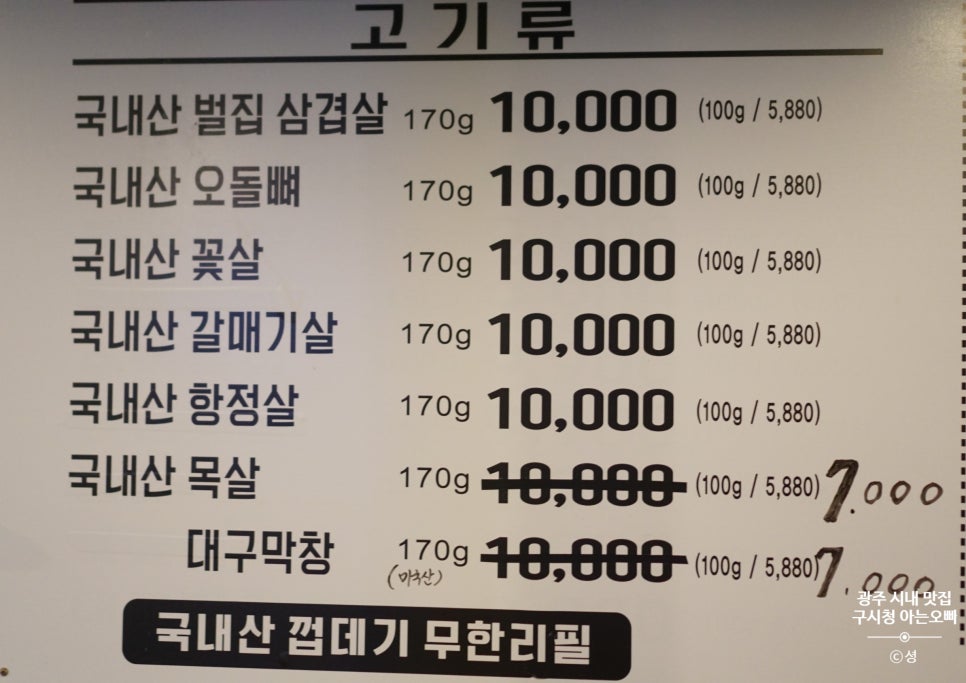 고기류
국내산 벌집 삼겹살 170g 10,000 (100g / 5,880)
국내산 오돌뼈 170g 10,000 (100g / 5,880)
국내산 꽃살 170g 10,000 (100g / 5,880)
국내산 갈매기살 170g 10,000 (100g / 5,880)
국내산 항정살 170g 10,000 (100g / 5,880)
국내산 목살 170g 10,000 (100g / 5,880) 7.000
대구막창 170g 10,000 (100g / 5,880) 7.000
(미국산)
국내산 껍데기 무한리필
광주 시내 맛집
구시청 아는오빠
ⓒ셩